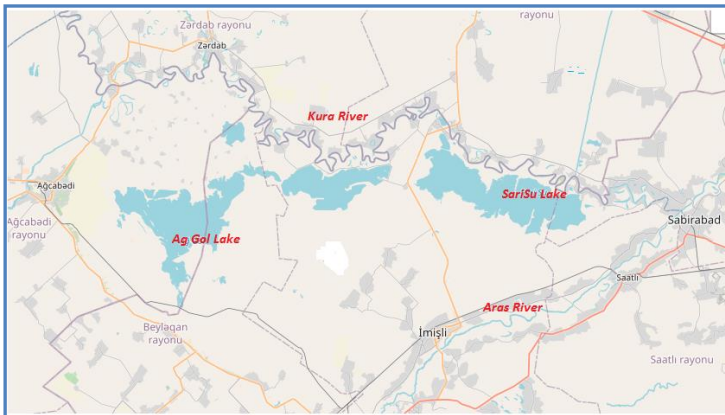 Zərdab
rayonu
rayonu
Zərdab
Kura River
Ağcabədi
SariSu Lake
Ağcabədi
rayonu
Ag Gol Lake
Sabirabad
Saatlı
Aras River
Beyləqan
rayonu
İmişli
Saatlı rayonu